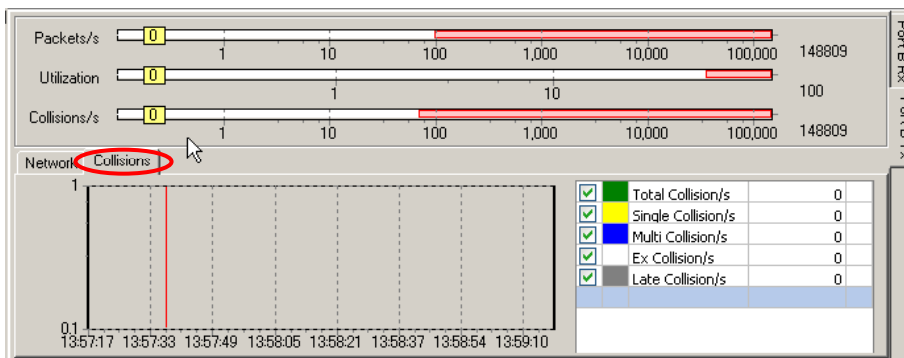 Packets/s 0 1 10 100 1,000 10,000 100,000 148809
Utilization 0 1 10 100
Collisions/s 0 1 10 100 1,000 10,000 100,000 148809
Network Collisions
1
0.1
13:57:17 13:57:33 13:57:49 13:58:05 13:58:21 13:58:37 13:58:54 13:59:10
Total Collision/s 0
Single Collision/s 0
Multi Collision/s 0
Ex Collision/s 0
Late Collision/s 0